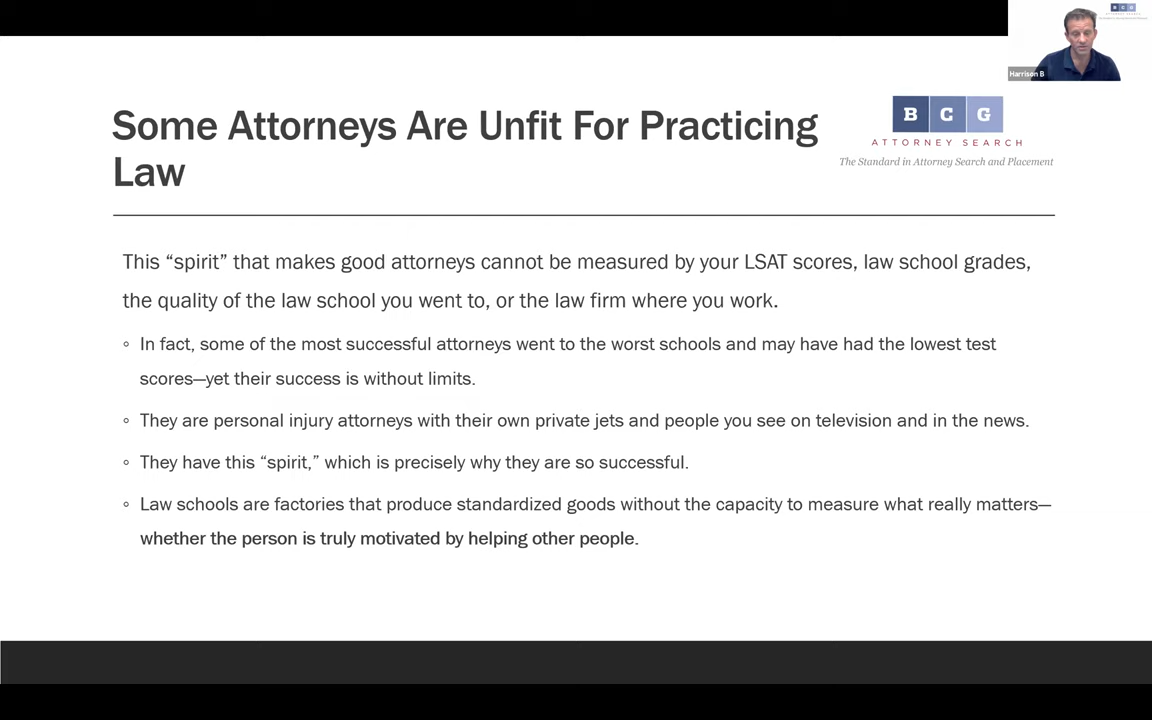 Harrison B
Some Attorneys Are Unfit For Practicing
Law
B C G
ATTORNEY SEARCH
The Standard in Attorney Search and Placement
This “spirit” that makes good attorneys cannot be measured by your LSAT scores, law school grades,
the quality of the law school you went to, or the law firm where you work.
◦ In fact, some of the most successful attorneys went to the worst schools and may have had the lowest test
scores—yet their success is without limits.
◦ They are personal injury attorneys with their own private jets and people you see on television and in the news.
◦ They have this “spirit,” which is precisely why they are so successful.
◦ Law schools are factories that produce standardized goods without the capacity to measure what really matters—
whether the person is truly motivated by helping other people.